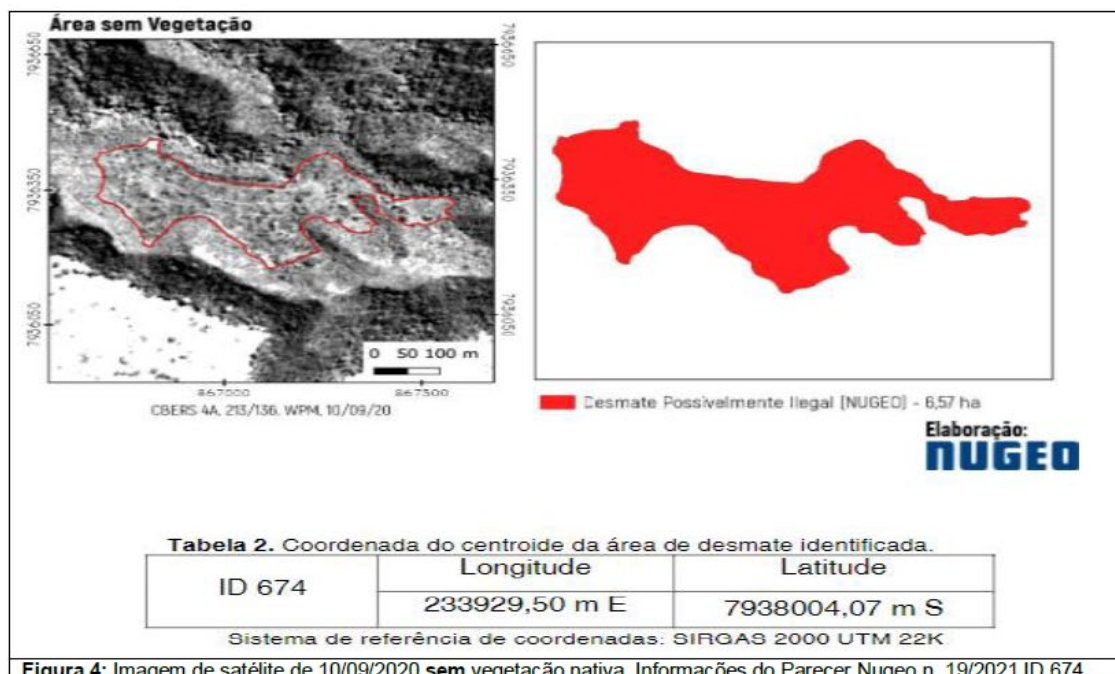 Área sem Vegetação
7936650
7936650
7936350
7936350
7936050
7936050
0 50 100 m
867000
867300
CBERS 4A, 213/136, WPM, 10/09/20
Desmate Possivelmente Ilegal (NUGEO) - 6,57 ha
Elaboração:
NUGEO
Tabela 2. Coordenada do centroide da área de desmate identificada.
ID 674
Longitude
Latitude
233929,50 m E
7938004,07 m S
Sistema de referência de coordenadas: SIRGAS 2000 UTM 22K
Figura 4: Imagem de satélite de 10/09/2020 sem vegetação nativa. Informações do Parecer Nugeo n. 19/2021 ID 674